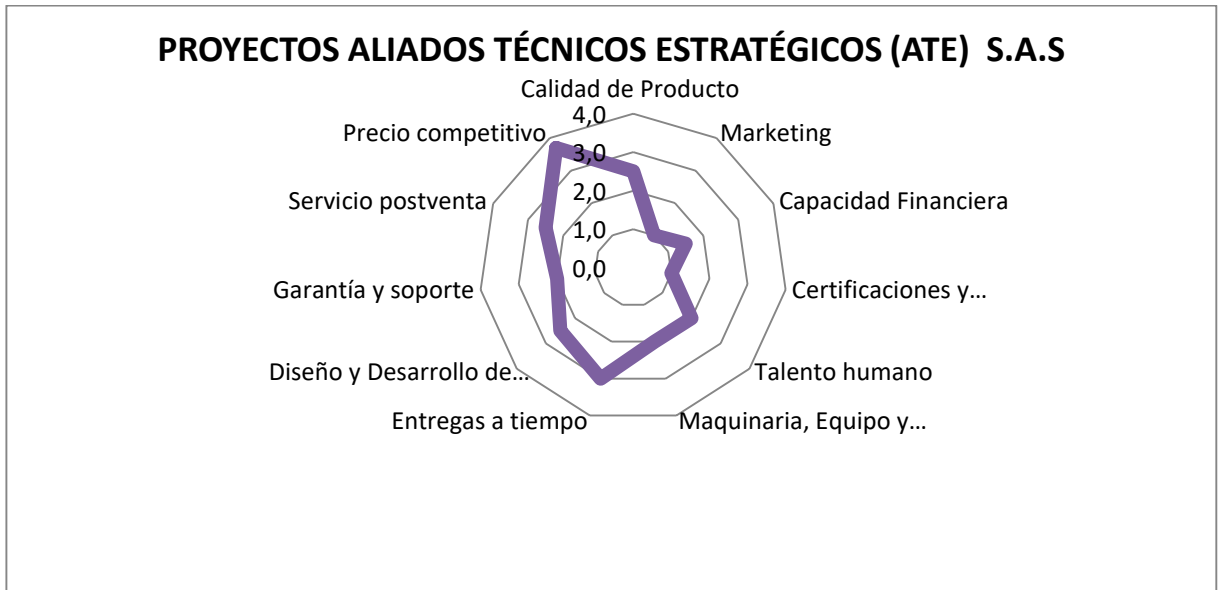 PROYECTOS ALIADOS TÉCNICOS ESTRATÉGICOS (ATE) S.A.S
Calidad de Producto
4,0
Precio competitivo
Marketing
3,0
2,0
Servicio postventa
Capacidad Financiera
1,0
0,0
Garantía y soporte
Certificaciones y...
Diseño y Desarrollo de...
Talento humano
Entregas a tiempo
Maquinaria, Equipo y...